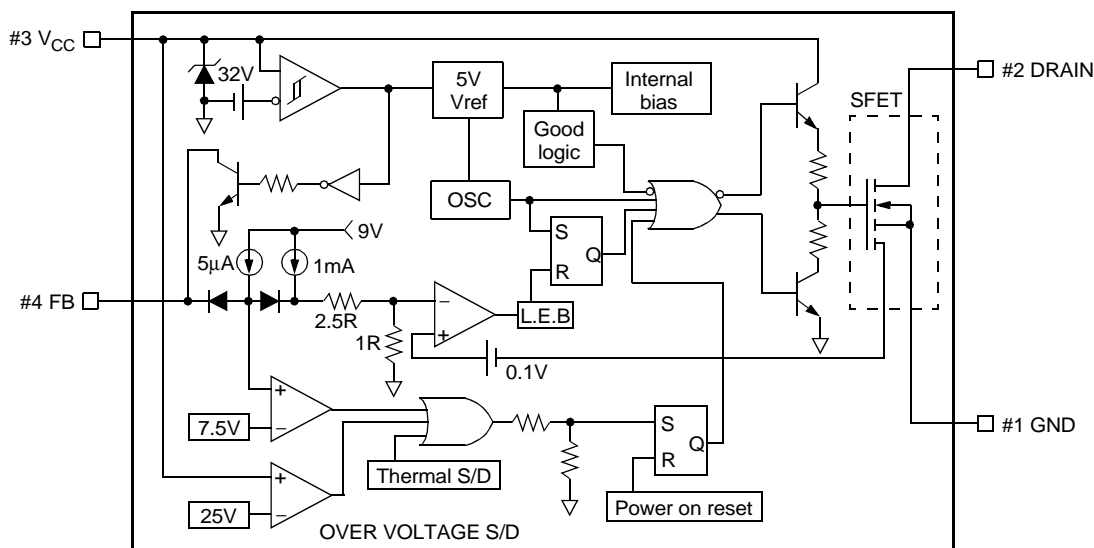 #3 VCC
#2 DRAIN
32V
5V
Vref
Internal
bias
SFET
Good
logic
OSC
9V
S
Q
R
5μA
1mA
#4 FB
2.5R
L.E.B
1R
0.1V
7.5V
S
Q
R
#1 GND
Thermal S/D
Power on reset
25V
OVER VOLTAGE S/D